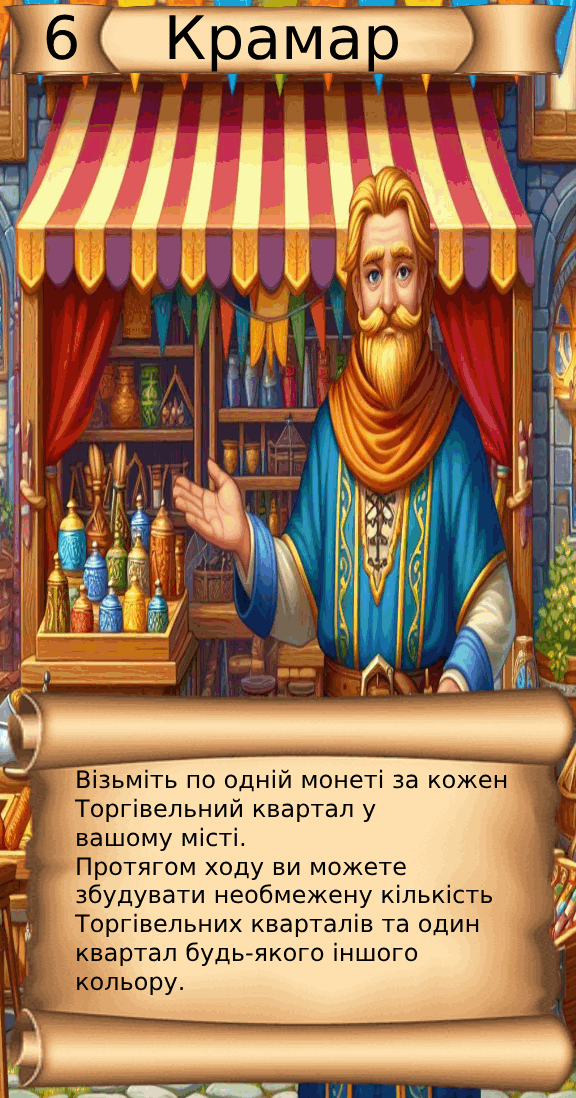 6 Крамар
Візьміть по одній монеті за кожен
Торгівельний квартал у
вашому місті.
Протягом ходу ви можете
збудувати необмежену кількість
Торгівельних кварталів та один
квартал будь-якого іншого
кольору.